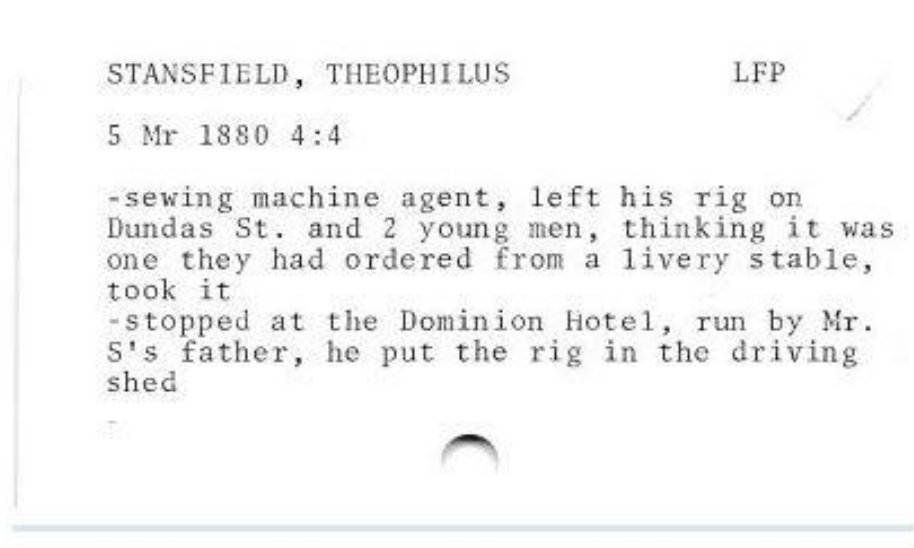 STANSFIELD, THEOPHILUS LFP
5 Mr 1880 4:4
-sewing machine agent, left his rig on
Dundas St. and 2 young men, thinking it was
one they had ordered from a livery stable,
took it
-stopped at the Dominion Hotel, run by Mr.
S's father, he put the rig in the driving
shed